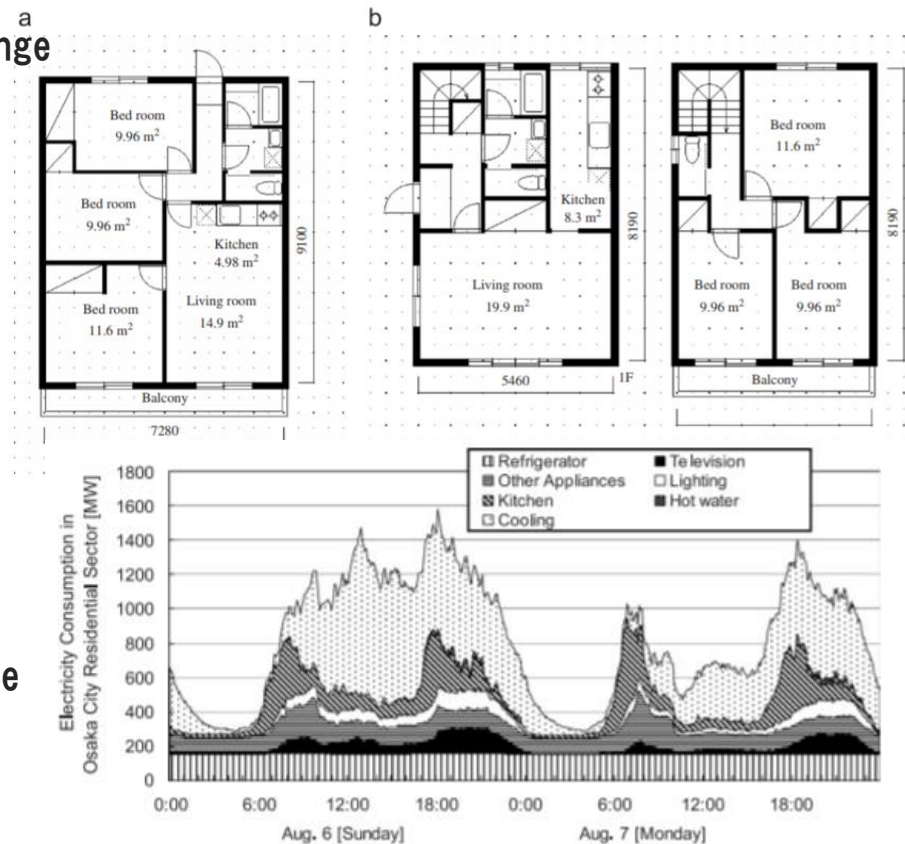 a
b
nge
Bed room
9.96 m²
Bed room
9.96 m²
Kitchen
4.98 m²
Bed room
11.6 m²
Living room
14.9 m²
Balcony
7280
9100
Kitchen
8.3 m²
Living room
19.9 m²
5460
1F
8190
Bed room
11.6 m²
Bed room
9.96 m²
Bed room
9.96 m²
Balcony
8190
Refrigerator
Television
Other Appliances
Lighting
Kitchen
Hot water
Cooling
Electricity Consumption in
Osaka City Residential Sector [MW]
1800
1600
1400
1200
1000
800
600
400
200
0
e
0:00 6:00 12:00 18:00 0:00 6:00 12:00 18:00
Aug. 6 [Sunday] Aug. 7 [Monday]